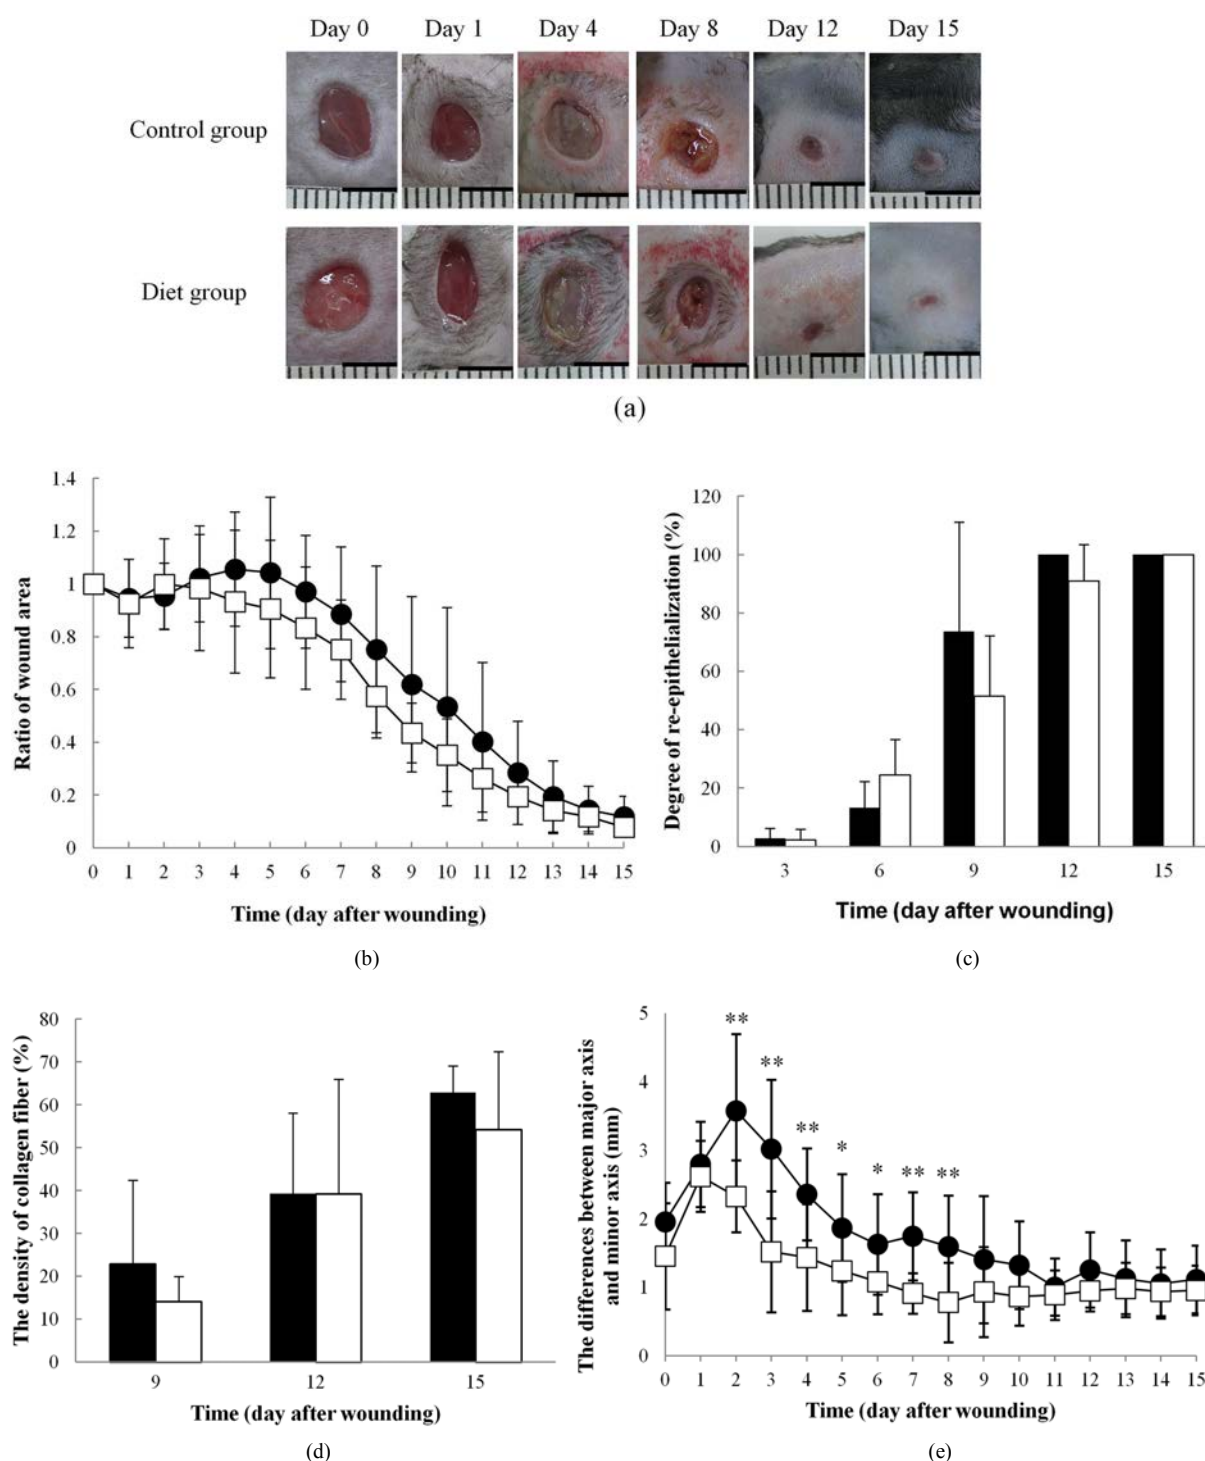 Day 0 Day 1 Day 4 Day 8 Day 12 Day 15
Control group
Diet group
(a)
Ratio of wound area
1.4
1.2
1
0.8
0.6
0.4
0.2
0
0 1 2 3 4 5 6 7 8 9 10 11 12 13 14 15
Time (day after wounding)
(b)
Degree of re-epithelialization (%)
120
100
80
60
40
20
0
3 6 9 12 15
Time (day after wounding)
(c)
The density of collagen fiber (%)
80
70
60
50
40
30
20
10
0
9 12 15
Time (day after wounding)
(d)
The differences between major axis
and minor axis (mm)
5
4
3
2
1
0
** ** ** * * ** **
0 1 2 3 4 5 6 7 8 9 10 11 12 13 14 15
Time (day after wounding)
(e)